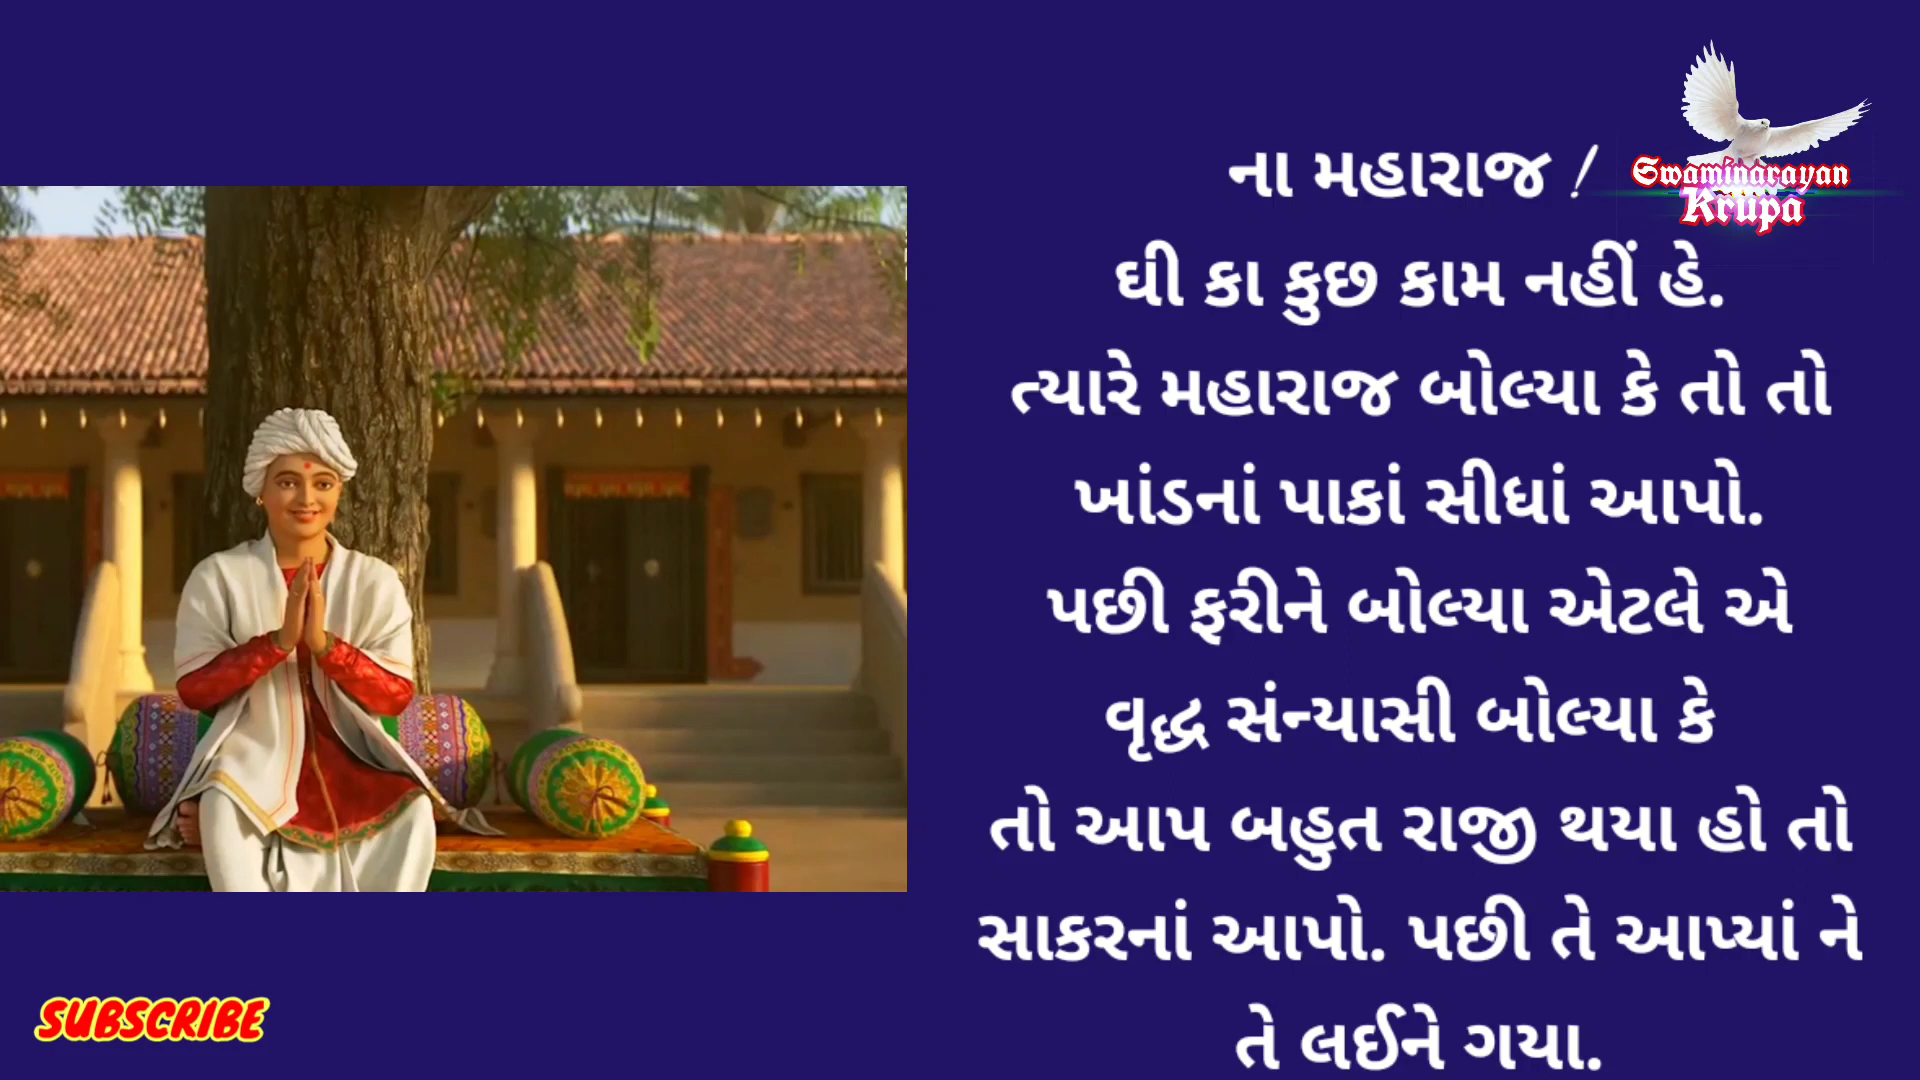 ના મહારાજ !
ઘી કા કુછ કામ નહીં હે.
ત્યારે મહારાજ બોલ્યા કે તો તો
ખાંડનાં પાકાં સીધાં આપો.
પછી ફરીને બોલ્યા એટલે એ
વૃદ્ધ સંન્યાસી બોલ્યા કે
તો આપ બહુત રાજી થયા હો તો
સાકરનાં આપો. પછી તે આપ્યાં ને
તે લઈને ગયા.
Swaminarayan
Krupa
SUBSCRIBE